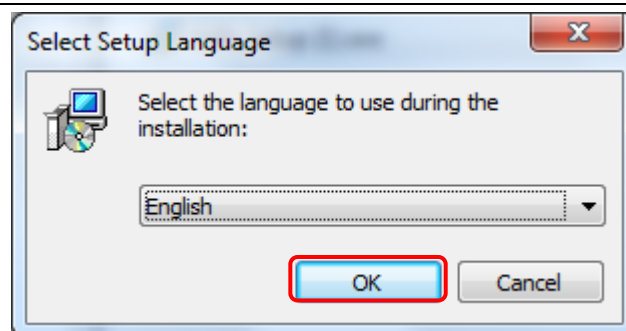 Select Setup Language
Select the language to use during the
installation:
English
OK
Cancel